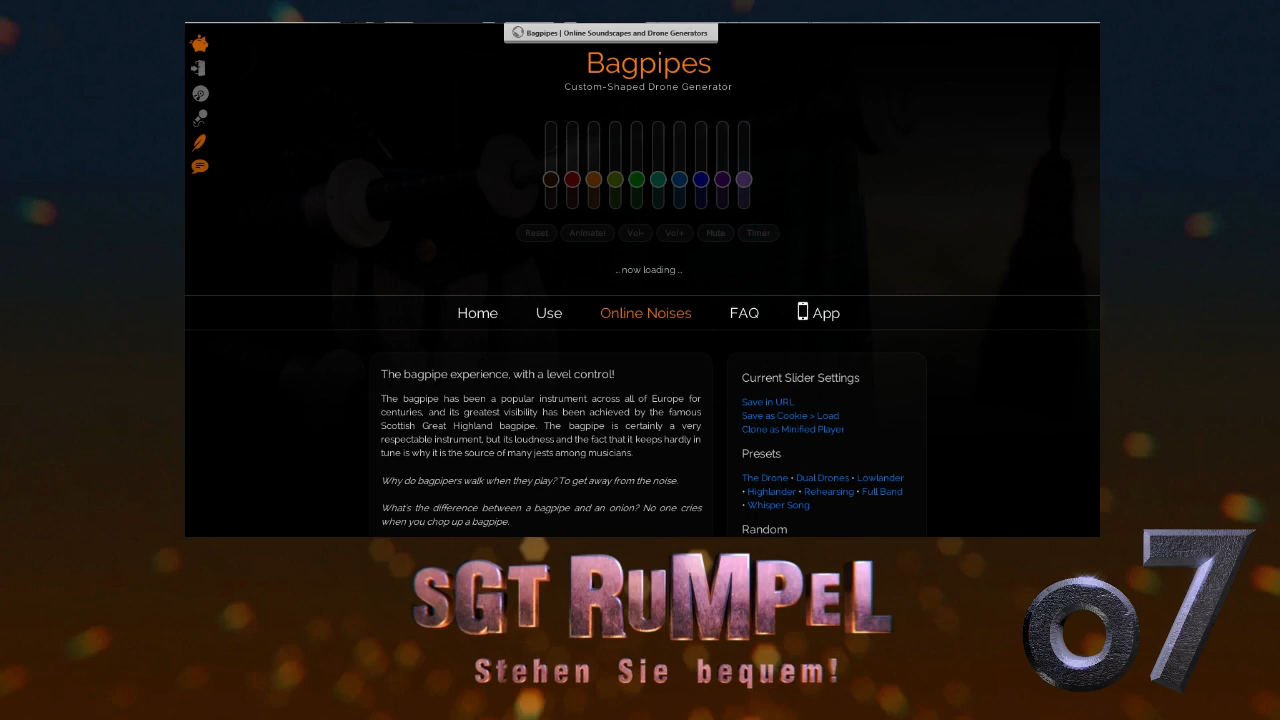 Bagpipes | Online Soundscapes and Drone Generators
Bagpipes
Custom-Shaped Drone Generator
Reset Animate! Vol- Vol+ Mute Timer
... now loading ...
Home Use Online Noises FAQ App
The bagpipe experience, with a level control!
The bagpipe has been a popular instrument across all of Europe for
centuries, and its greatest visibility has been achieved by the famous
Scottish Great Highland bagpipe. The bagpipe is certainly a very
respectable instrument, but its loudness and the fact that it keeps hardly in
tune is why it is the source of many jests among musicians.
Why do bagpipers walk when they play? To get away from the noise.
What's the difference between a bagpipe and an onion? No one cries
when you chop up a bagpipe.
Current Slider Settings
Save in URL
Save as Cookie > Load
Clone as Minified Player
Presets
The Drone • Dual Drones • Lowlander
• Highlander • Rehearsing • Full Band
• Whisper Song
Random
SGT RuMPeL
Stehen Sie bequem!
o7